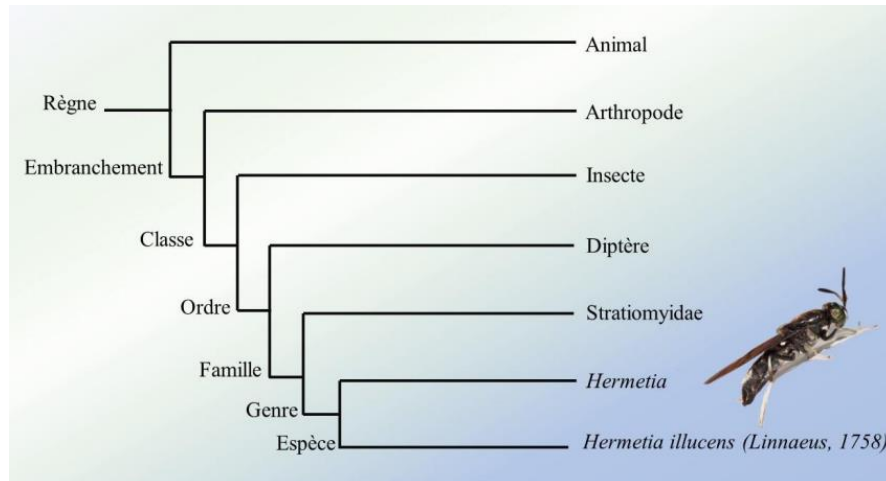 Animal
Règne
Arthropode
Embranchement
Insecte
Classe
Diptère
Ordre
Stratiomyidae
Famille
Hermetia
Genre
Espèce
Hermetia illucens (Linnaeus, 1758)